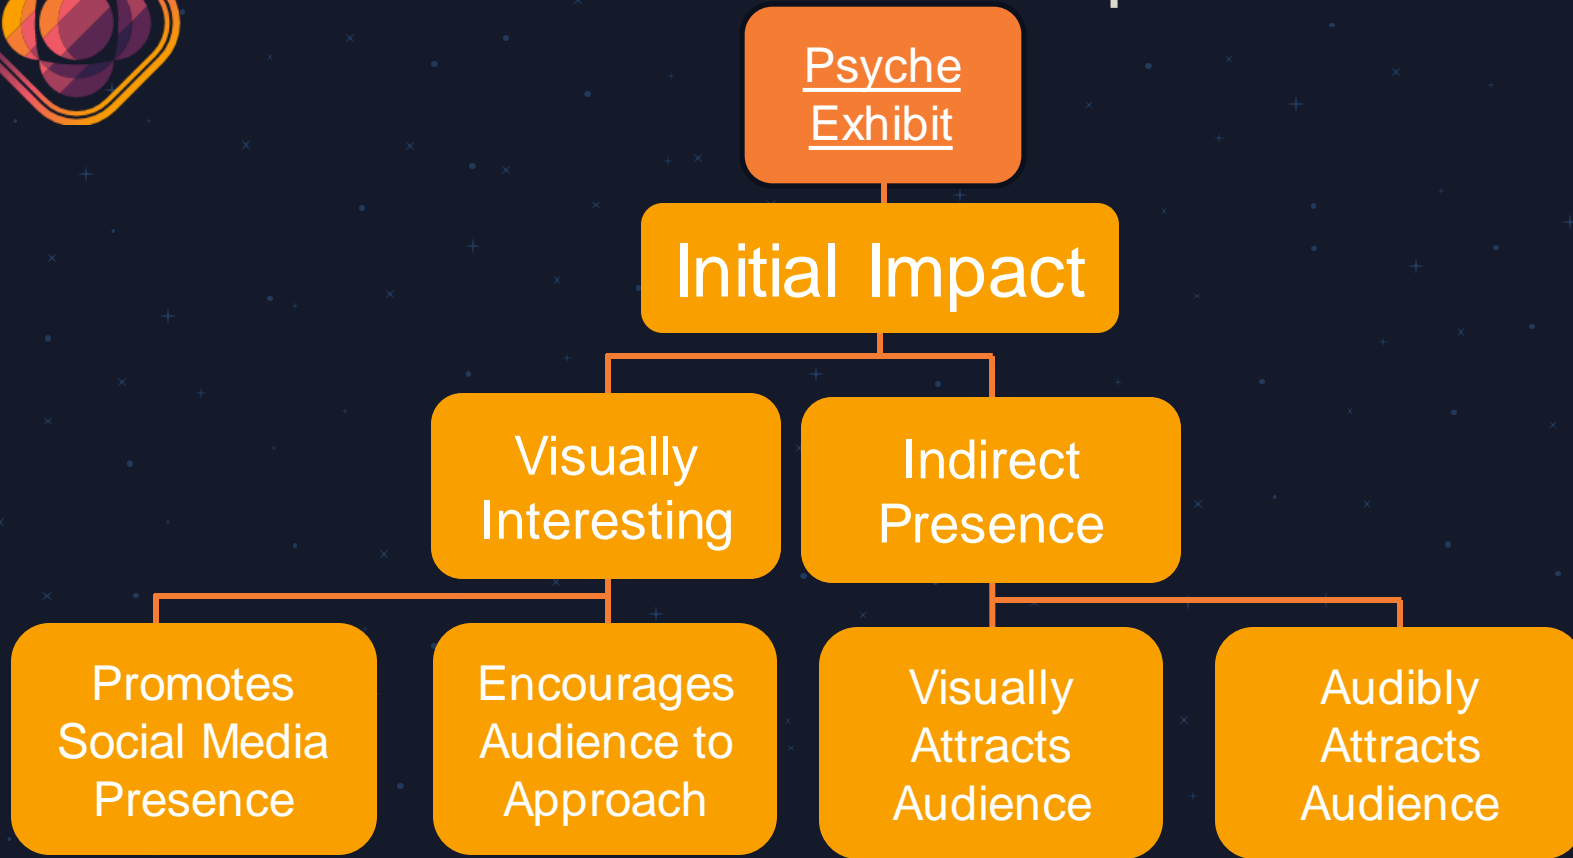 Psyche
Exhibit
Initial Impact
Visually
Interesting
Indirect
Presence
Promotes
Social Media
Presence
Encourages
Audience to
Approach
Visually
Attracts
Audience
Audibly
Attracts
Audience